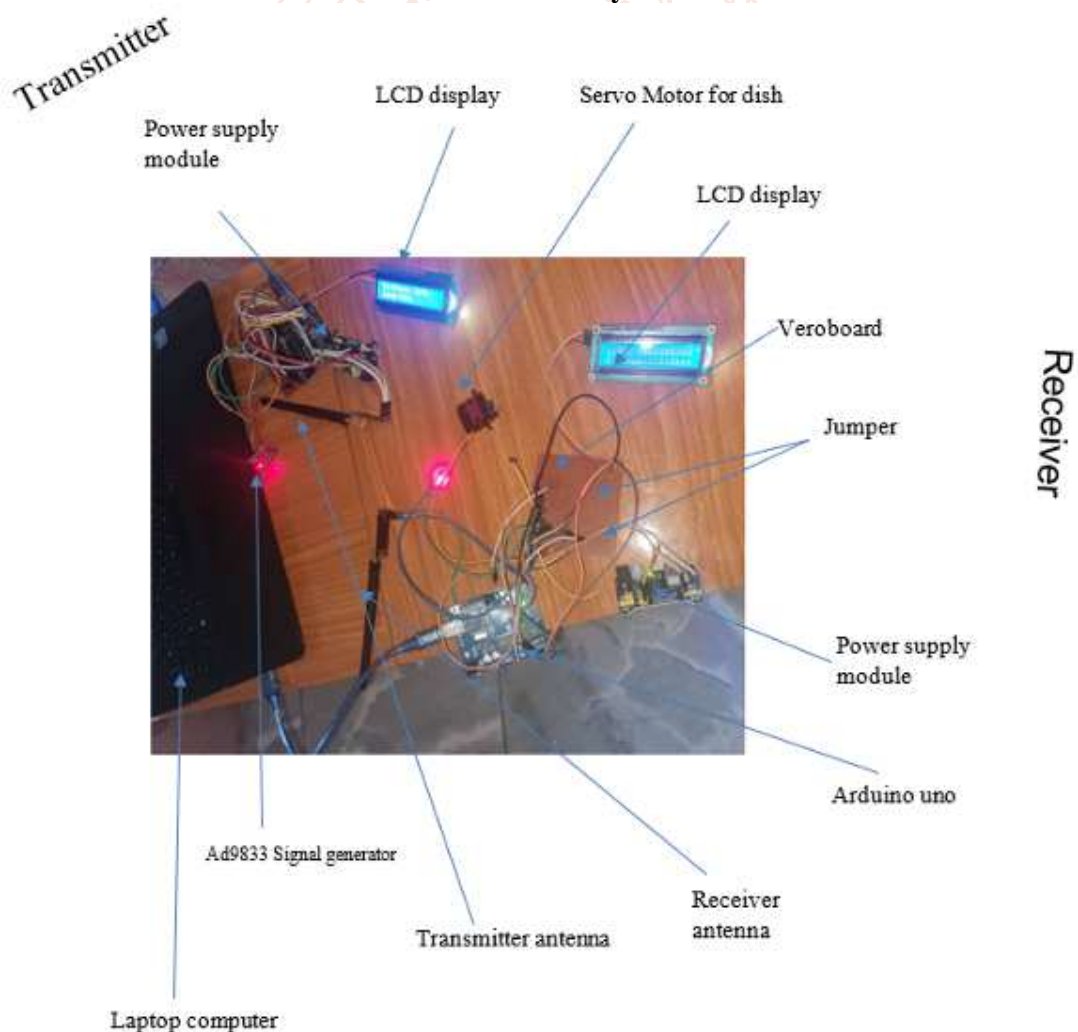 Transmitter
LCD display
Servo Motor for dish
Power supply
module
LCD display
Veroboard
Receiver
Jumper
Power supply
module
Arduino uno
Ad9833 Signal generator
Receiver
antenna
Transmitter antenna
Laptop computer